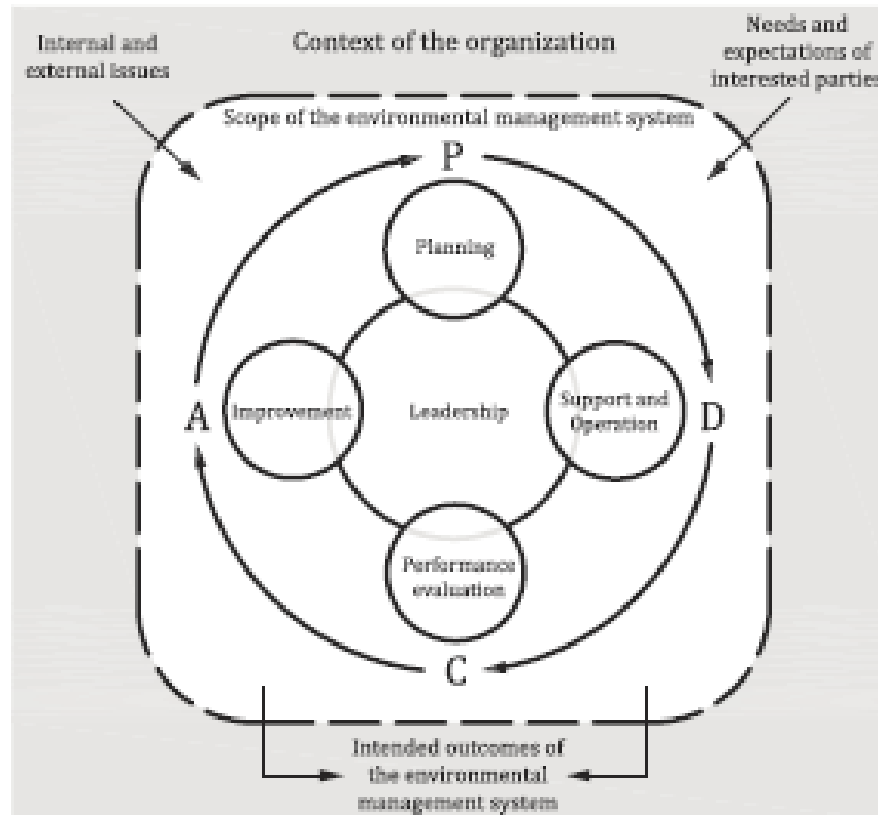 Internal and
external issues
Context of the organization
Needs and
expectations of
interested parties
Scope of the environmental management system
P
Planning
A
Improvement
Leadership
Support and
Operation
D
Performance
evaluation
C
Intended outcomes of
the environmental
management system